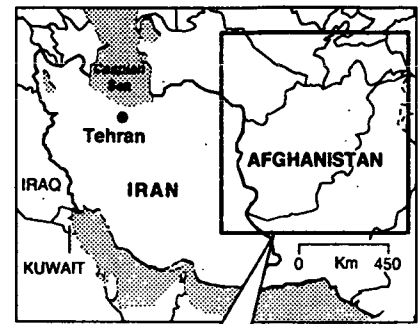 Caspian
Sea
Tehran
AFGHANISTAN
IRAQ
IRAN
KUWAIT
0 Km 450